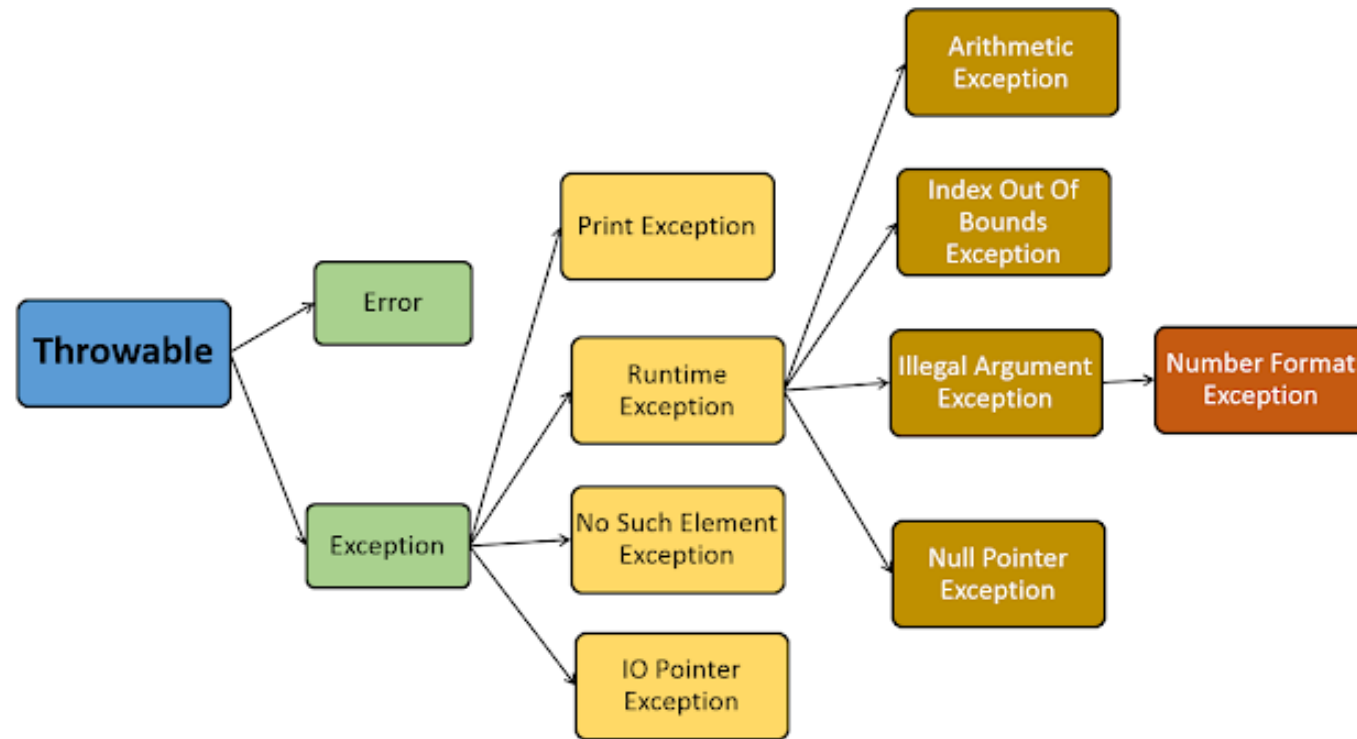 Throwable
Error
Exception
Print Exception
Runtime
Exception
No Such Element
Exception
IO Pointer
Exception
Arithmetic
Exception
Index Out Of
Bounds
Exception
Illegal Argument
Exception
Null Pointer
Exception
Number Format
Exception